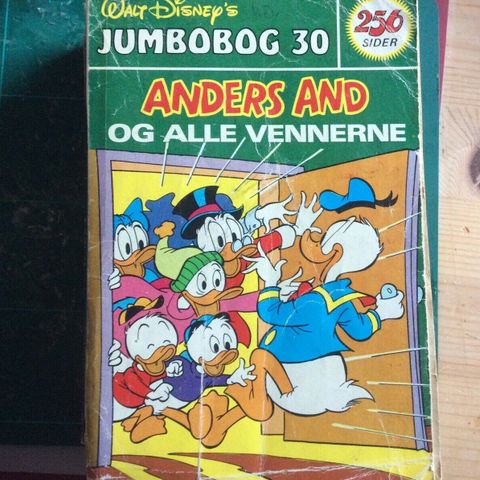 Walt Disney's
JUMBOBOG 30
256
SIDER
ANDERS AND
OG ALLE VENNERNE